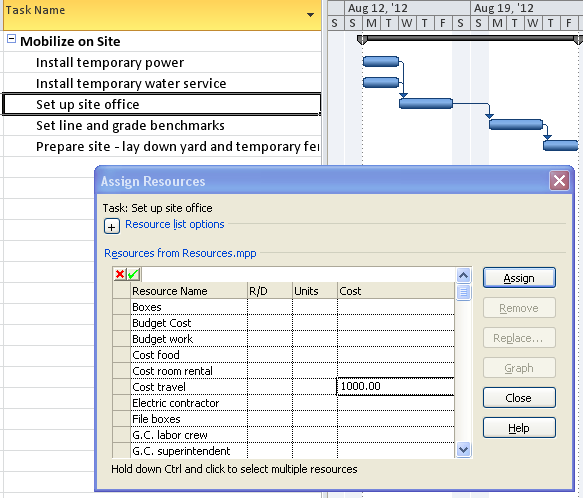 Task Name
Aug 12, '12
Aug 19, '12
S S M T W T F S S M T W T F
Mobilize on Site
Install temporary power
Install temporary water service
Set up site office
Set line and grade benchmarks
Prepare site - lay down yard and temporary
Assign Resources
Task: Set up site office
+ Resource list options
Resources from Resources.mpp
Resource Name R/D Units Cost
Boxes
Budget Cost
Budget work
Cost food
Cost room rental
Cost travel 1000.00
Electric contractor
File boxes
G.C. labor crew
G.C. superintendent
Assign
Remove
Replace...
Graph
Close
Help
Hold down Ctrl and click to select multiple resources